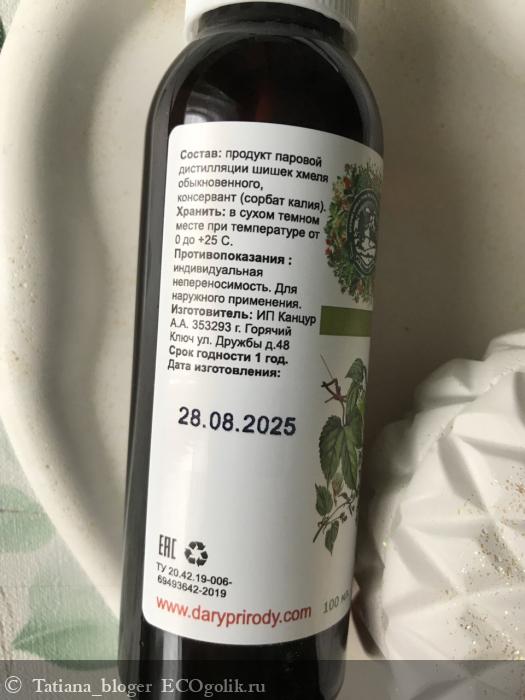 Состав: продукт паровой
дистилляции шишек хмеля
обыкновенного,
консервант (сорбат калия).
Хранить: в сухом темном
месте при температуре от
0 до +25 С.
Противопоказания :
индивидуальная
непереносимость. Для
наружного применения.
Изготовитель: ИП Канцур
А.А. 353293 г. Горячий
Ключ ул. Дружбы д.48
Срок годности 1 год.
Дата изготовления:
28.08.2025
EAC
ТУ 20.42.19-006-
69493642-2019
www.daryprirody.com
100 мл
© Tatiana_bloger ECOgolik.ru